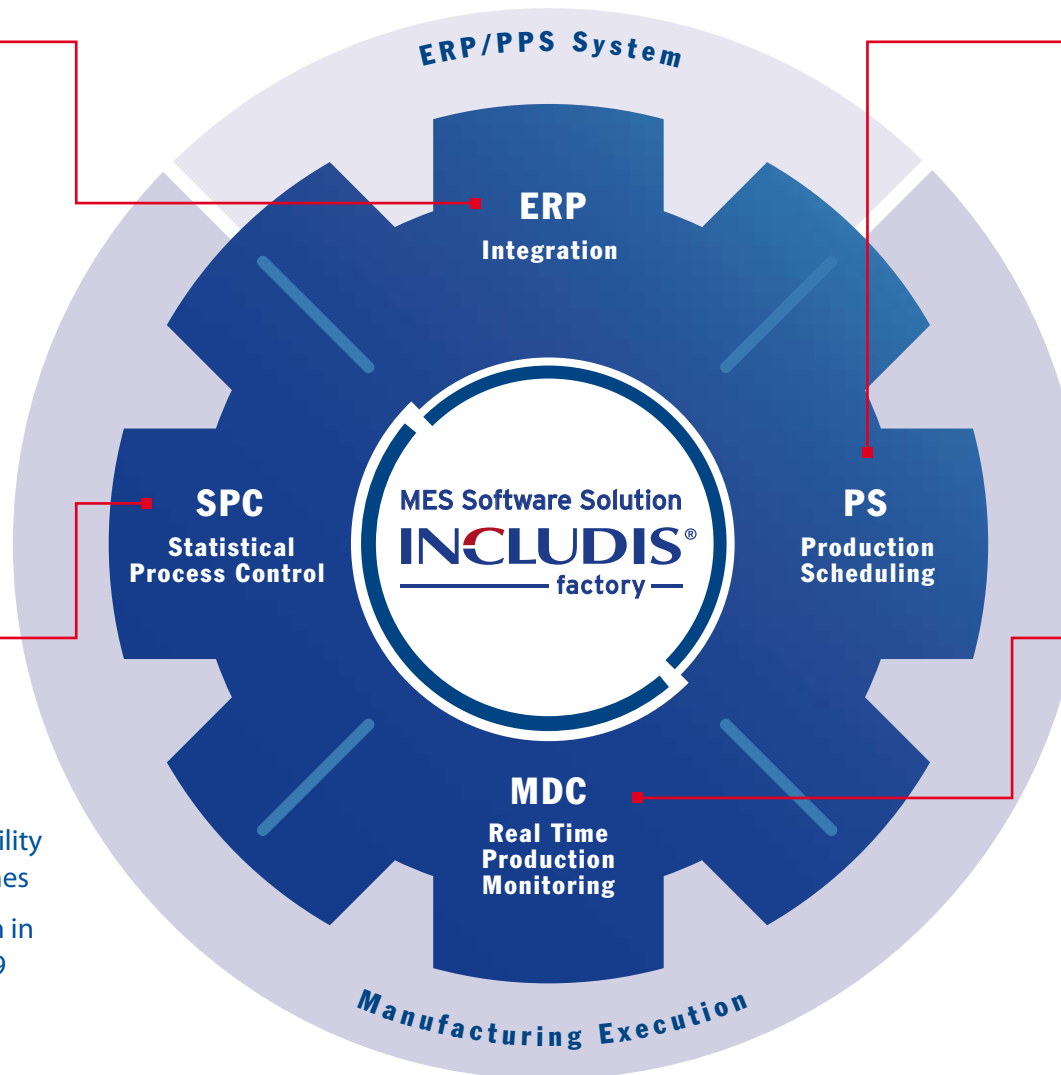 ERP/PPS System
ERP
Integration
SPC
Statistical
Process Control
MES Software Solution
INCLUDIS®
factory
PS
Production
Scheduling
MDC
Real Time
Production
Monitoring
in
Manufacturing Execution